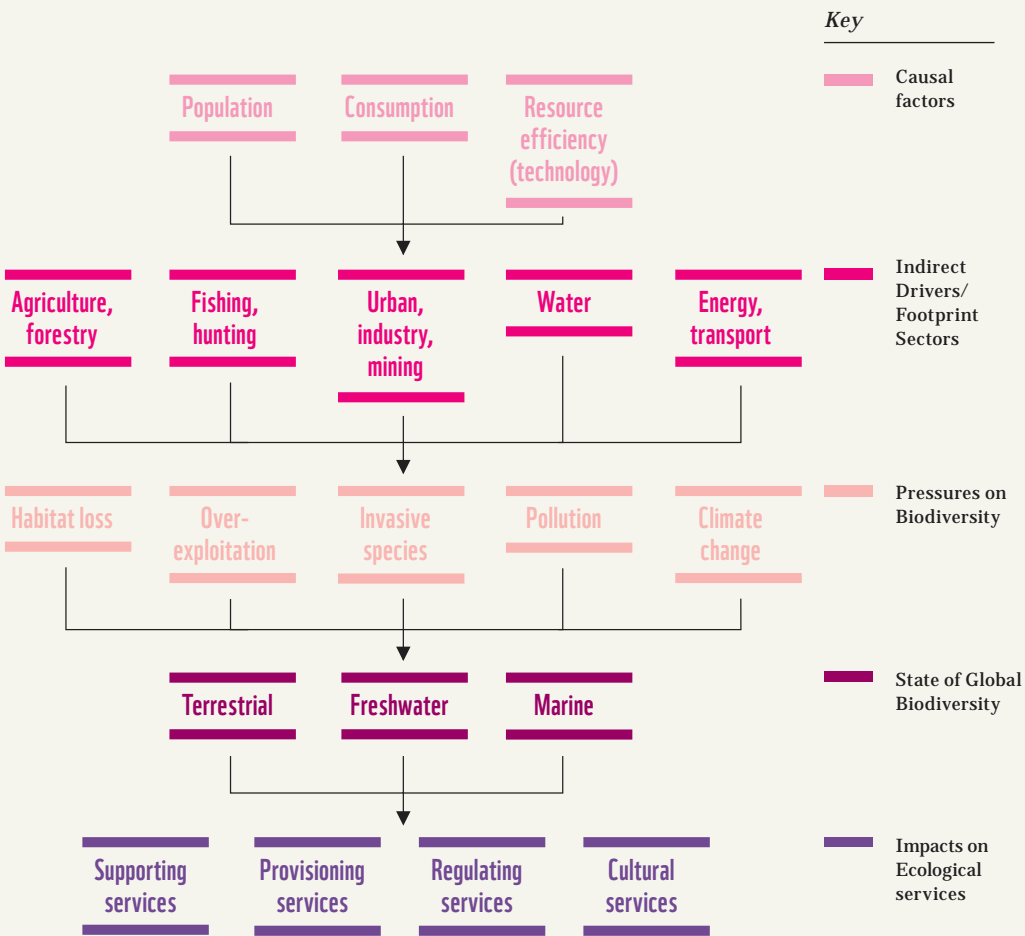 Key
Causal
factors
Population
Consumption
Resource
efficiency
(technology)
Indirect
Drivers/
Footprint
Sectors
Agriculture,
forestry
Fishing,
hunting
Urban,
industry,
mining
Water
Energy,
transport
Pressures on
Biodiversity
Habitat loss
Over-
exploitation
Invasive
species
Pollution
Climate
change
State of Global
Biodiversity
Terrestrial
Freshwater
Marine
Impacts on
Ecological
services
Supporting
services
Provisioning
services
Regulating
services
Cultural
services